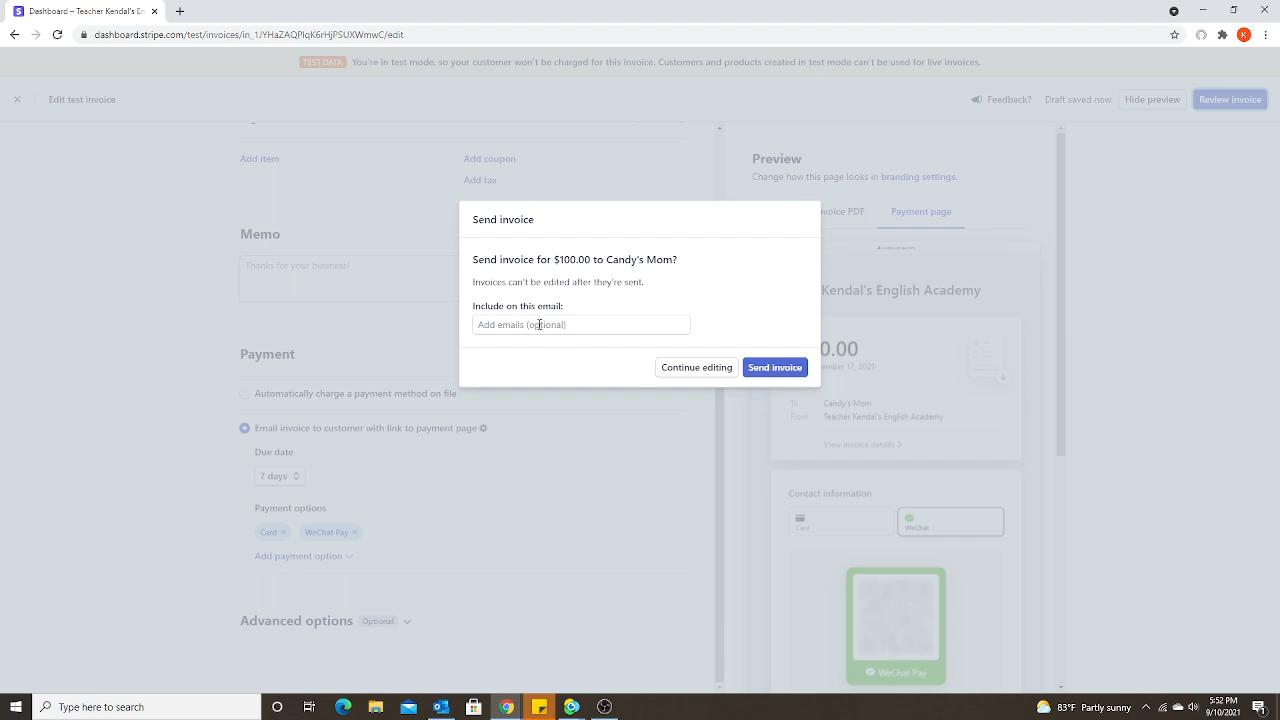 Dashboard | Teacher
dashboard.stripe.com/test/payment/invoices/in_1JYHaZAQPlqK6rHjPSUXWmwC/edit
K
TEST DATA You're in test mode, so your customer won't be charged for this invoice. Customers and products created in test mode can't be used for live invoices.
Edit test invoice
Feedback?
Draft saved now
Hide preview
Review invoice
Add item
Add coupon
Add tax
Memo
Thanks for your business!
Payment
Automatically charge a payment method on file
Email invoice to customer with link to payment page
Due date
7 days
Payment options
Card
WeChat Pay
Add payment option
Advanced options
Optional
Send invoice
Send invoice for $100.00 to Candy's Mom?
Invoices can't be edited after they're sent.
Include on this email:
Add emails (optional)
Continue editing
Send invoice
Preview
Change how this page looks in branding settings.
PDF
Payment page
Kendal's English Academy
17, 2021
To Candy's Mom
From Teacher Kendal's English Academy
View invoice details
Contact information
Card
WeChat
WeChat Pay
Type here to search
5:52 PM
9/10/2021